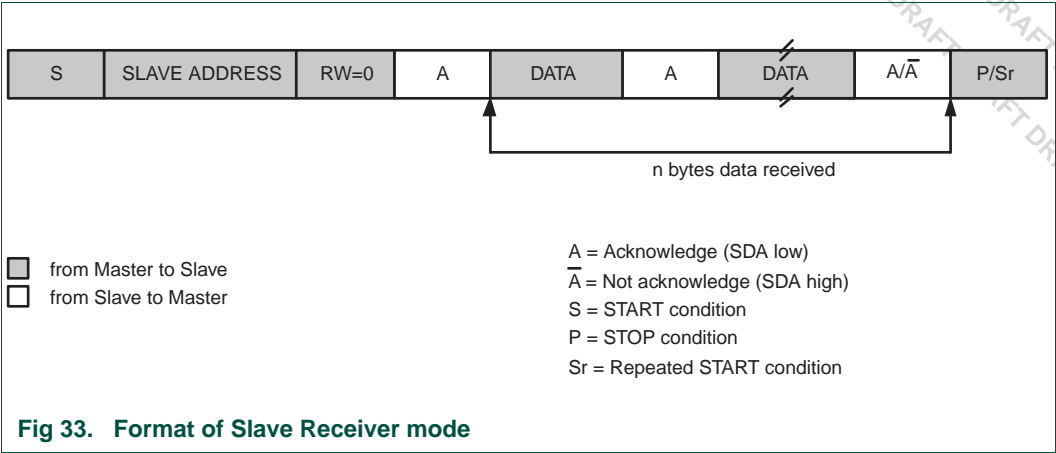 S SLAVE ADDRESS RW=0 A DATA A DATA A/A̅ P/Sr
n bytes data received
from Master to Slave
from Slave to Master
A = Acknowledge (SDA low)
A̅ = Not acknowledge (SDA high)
S = START condition
P = STOP condition
Sr = Repeated START condition
Fig 33. Format of Slave Receiver mode
DRAFT
DRAFT